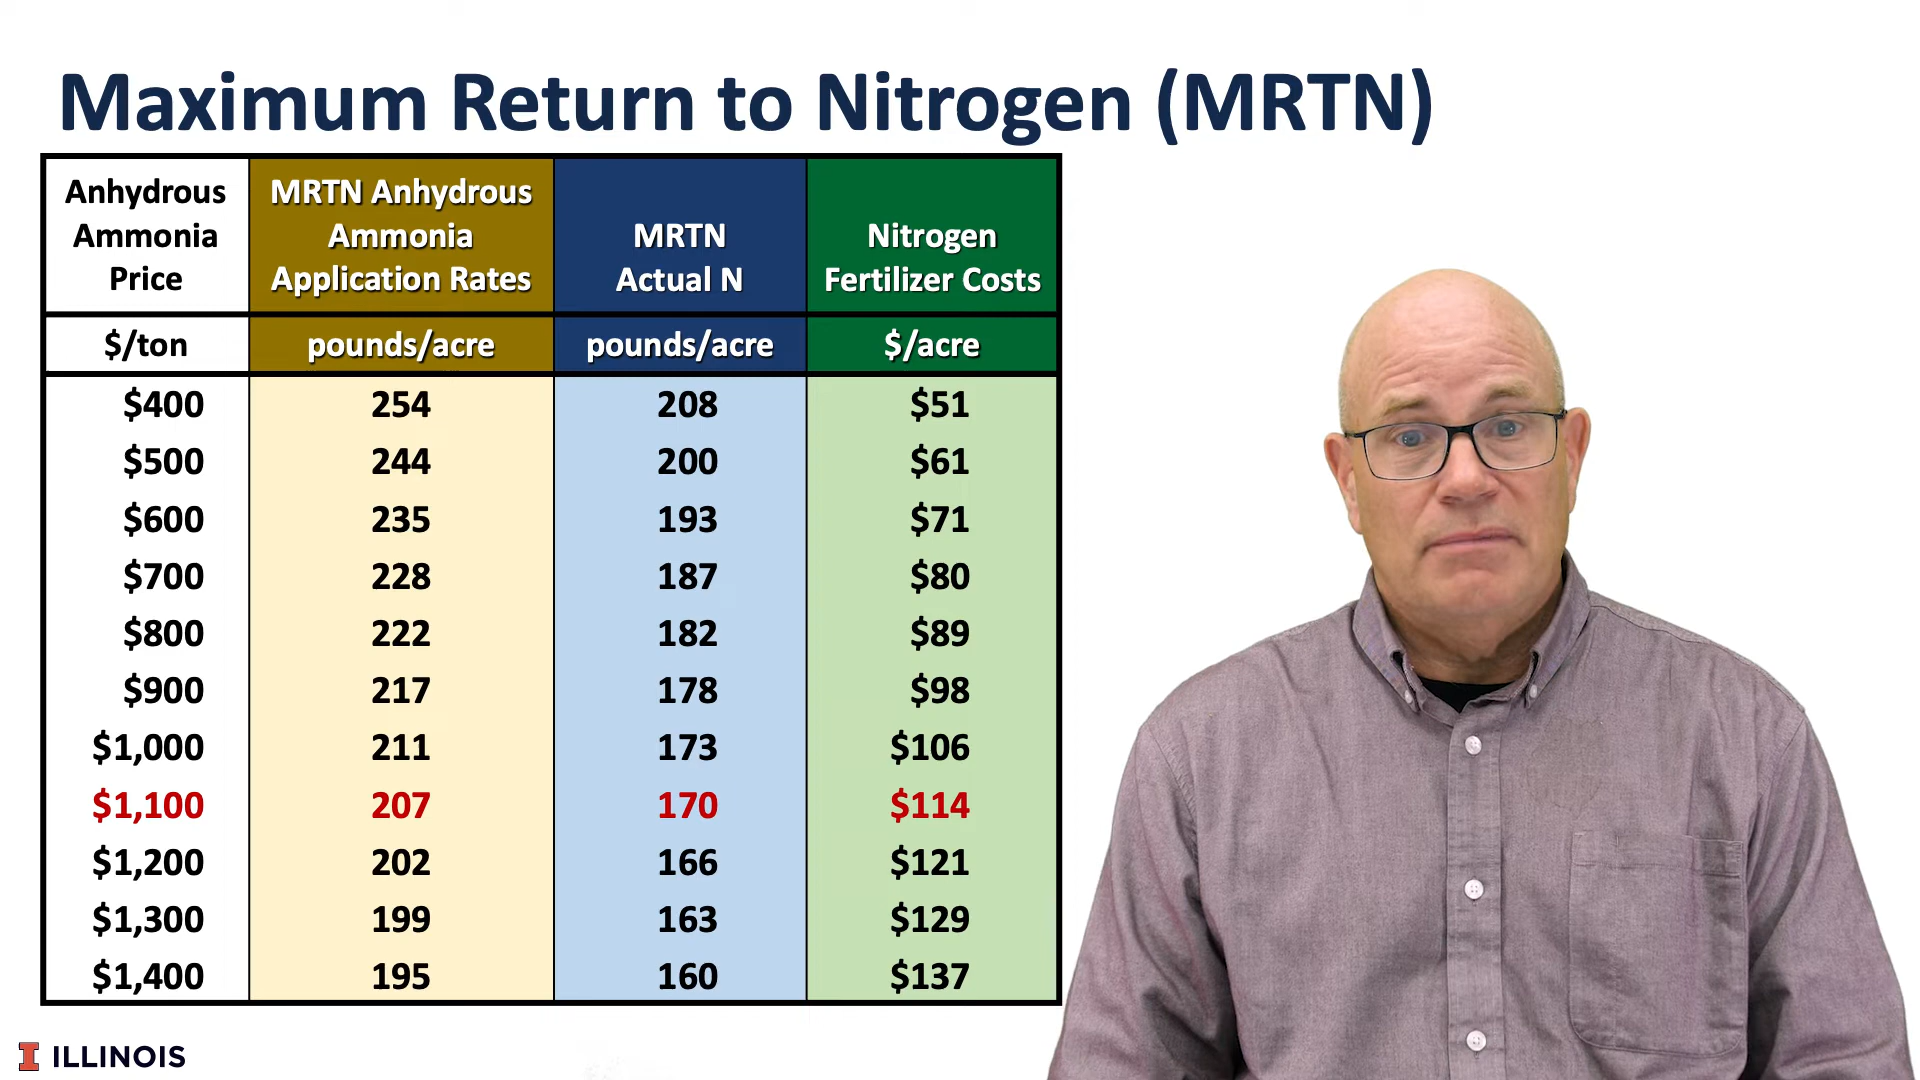 Maximum Return to Nitrogen (MRTN)
Anhydrous Ammonia Price
MRTN Anhydrous Ammonia Application Rates
MRTN Actual N
Nitrogen Fertilizer Costs
$/ton pounds/acre pounds/acre $/acre
$400 254 208 $51
$500 244 200 $61
$600 235 193 $71
$700 228 187 $80
$800 222 182 $89
$900 217 178 $98
$1,000 211 173 $106
$1,100 207 170 $114
$1,200 202 166 $121
$1,300 199 163 $129
$1,400 195 160 $137
I ILLINOIS